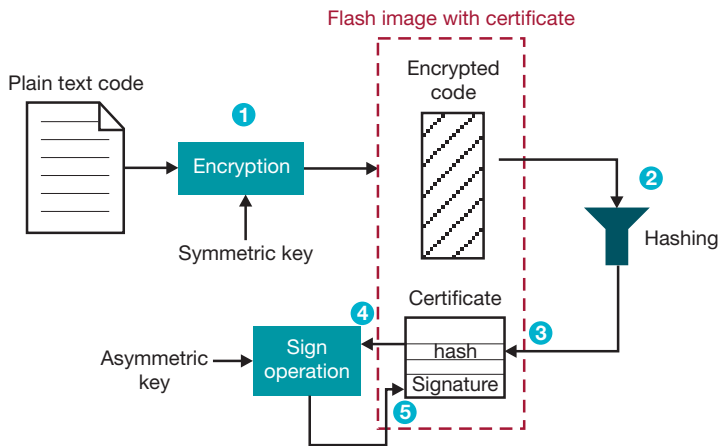 Flash image with certificate
Plain text code
Encrypted
code
1
Encryption
2
Symmetric key
Hashing
Certificate
4
3
hash
Sign
operation
Asymmetric
key
Signature
5